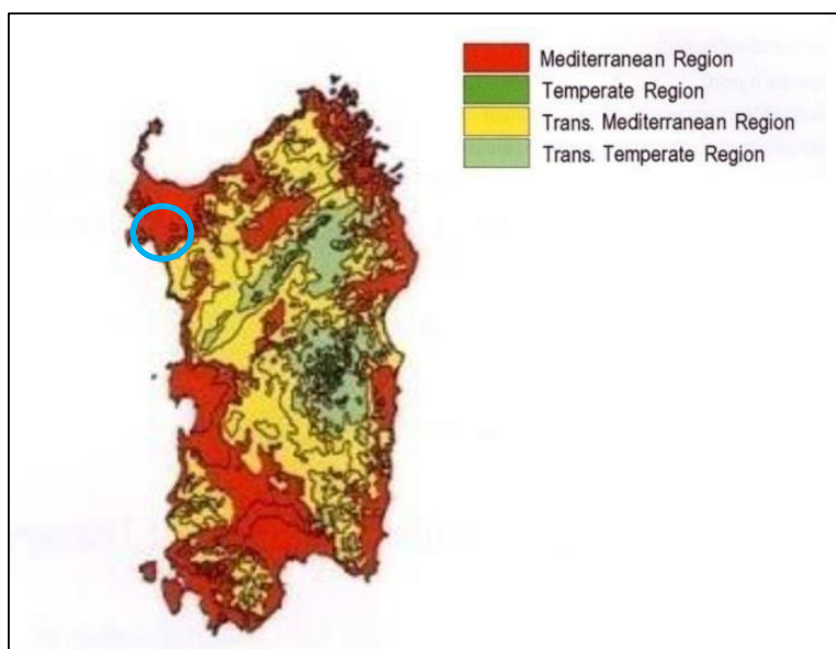 Mediterranean Region
Temperate Region
Trans. Mediterranean Region
Trans. Temperate Region